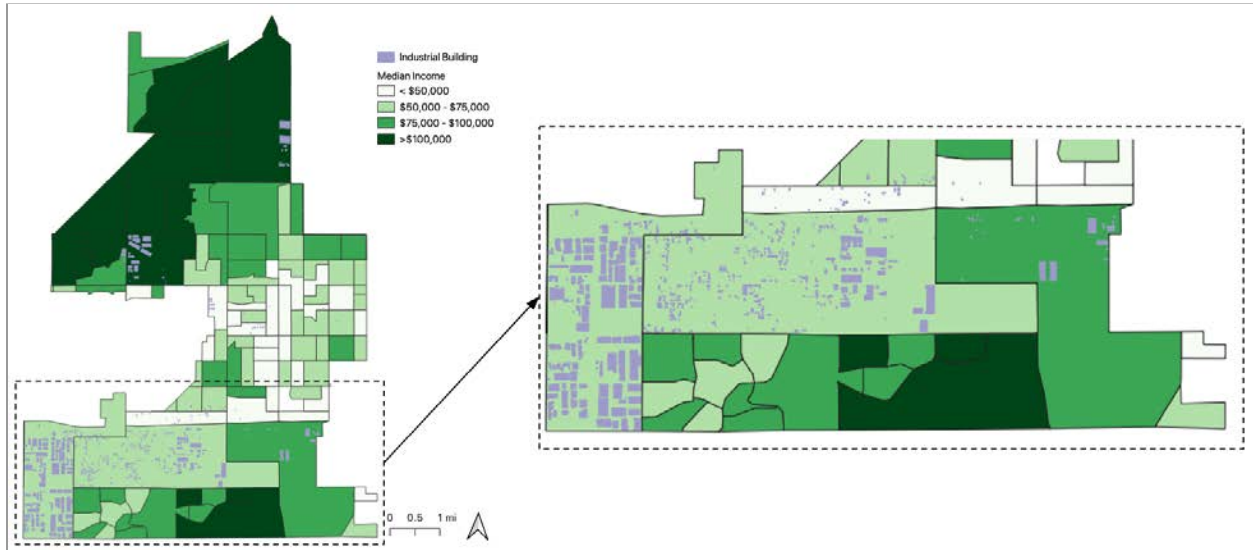 Industrial Building
Median Income
< $50,000
$50,000 - $75,000
$75,000 - $100,000
>$100,000
0 0.5 1 mi